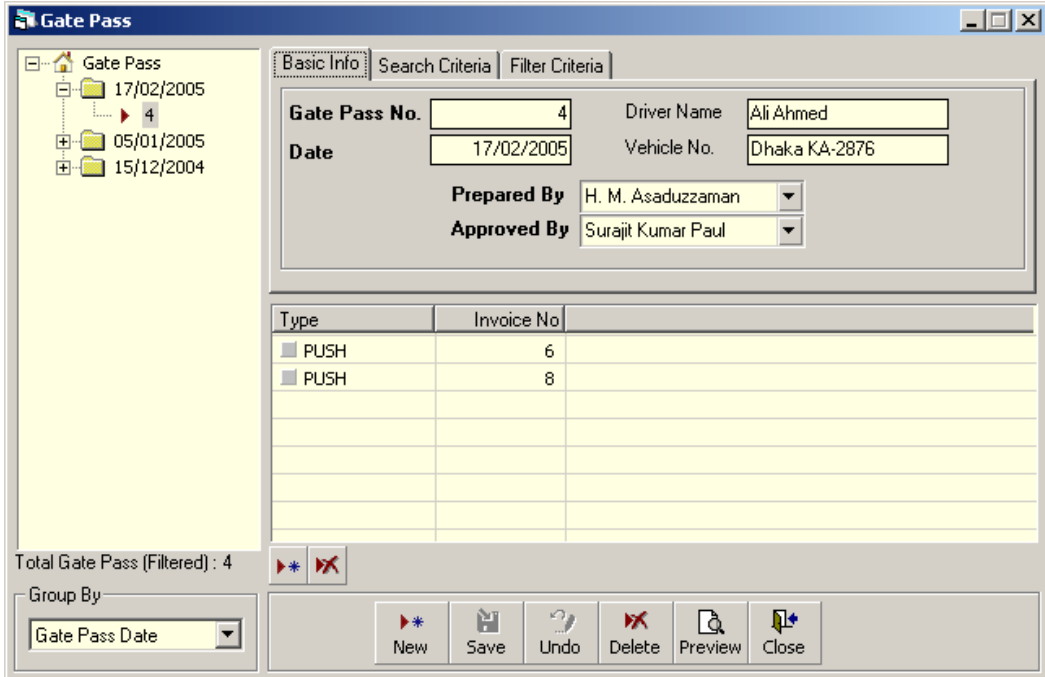 Gate Pass
Gate Pass
17/02/2005
4
05/01/2005
15/12/2004
Total Gate Pass (Filtered) : 4
Group By
Gate Pass Date
Basic Info Search Criteria Filter Criteria
Gate Pass No. 4 Driver Name Ali Ahmed
Date 17/02/2005 Vehicle No. Dhaka KA-2876
Prepared By H. M. Asaduzzaman
Approved By Surajit Kumar Paul
Type Invoice No
PUSH 6
PUSH 8
New Save Undo Delete Preview Close